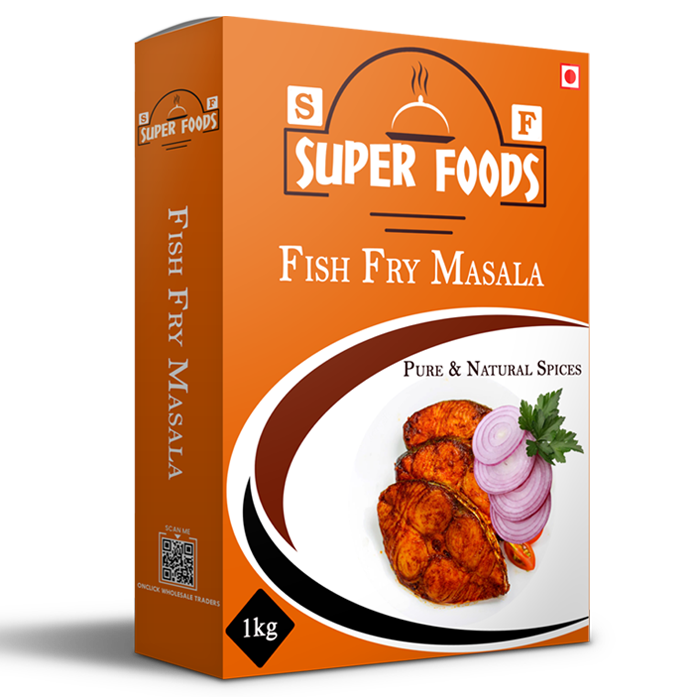 S F
SUPER FOODS
FISH FRY MASALA
PURE & NATURAL SPICES
1kg
S F
SUPER FOODS
FISH FRY MASALA
SCAN ME
ONCLICK WHOLESALE TRADERS